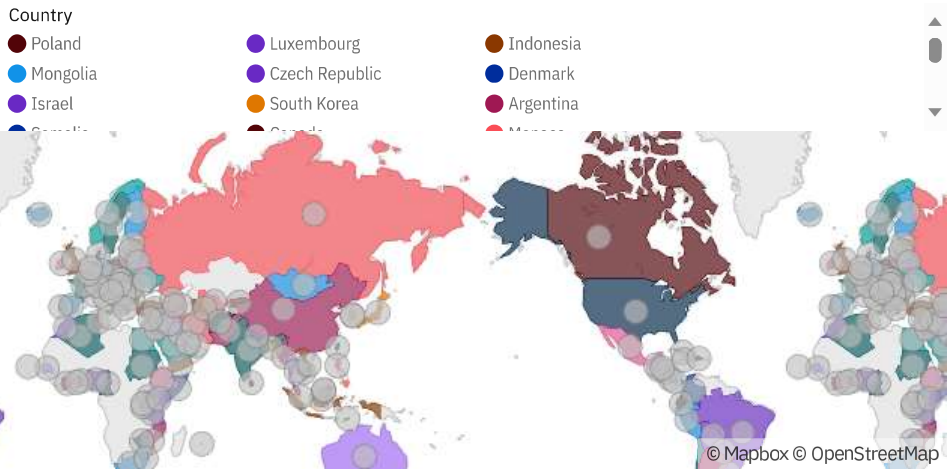 Country
Poland Luxembourg Indonesia
Mongolia Czech Republic Denmark
Israel South Korea Argentina
© Mapbox © OpenStreetMap